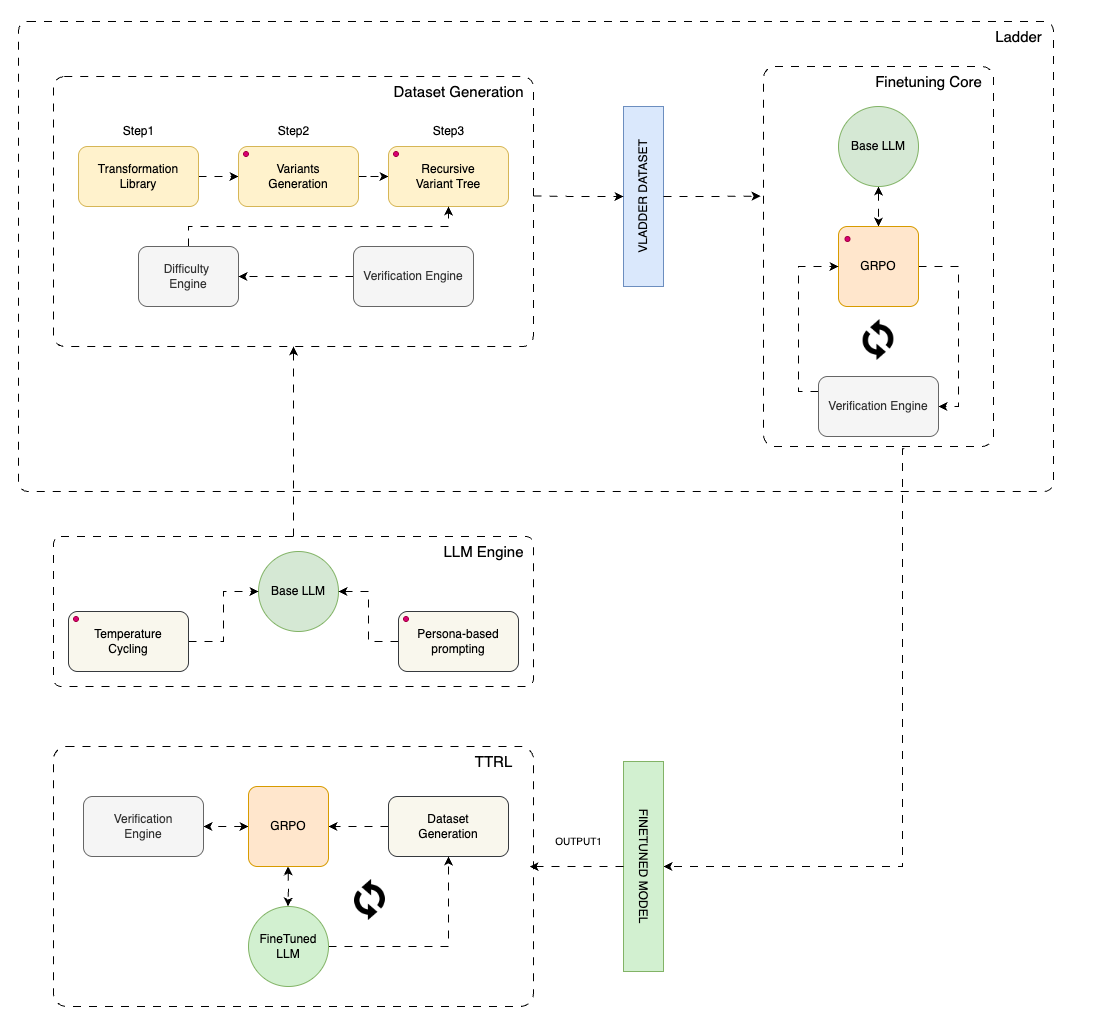 Ladder
Dataset Generation
Step1
Step2
Step3
Transformation
Library
Variants
Generation
Recursive
Variant Tree
Difficulty
Engine
Verification Engine
VLADDER DATASET
Finetuning Core
Base LLM
GRPO
Verification Engine
LLM Engine
Base LLM
Temperature
Cycling
Persona-based
prompting
TTRL
Verification
Engine
GRPO
Dataset
Generation
FineTuned
LLM
OUTPUT1
FINETUNED MODEL